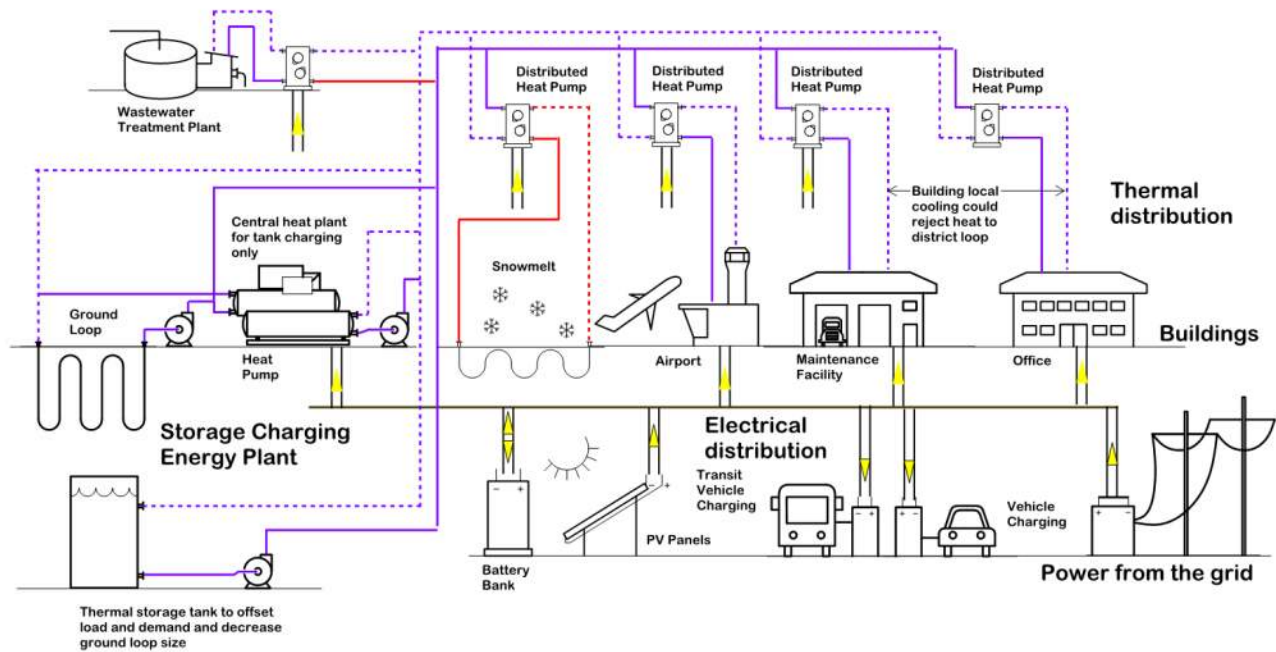 Wastewater
Treatment Plant
Distributed
Heat Pump
Distributed
Heat Pump
Distributed
Heat Pump
Distributed
Heat Pump
Building local
cooling could
reject heat to
district loop
Thermal
distribution
Central heat plant
for tank charging
only
Snowmelt
Ground
Loop
Heat
Pump
Airport
Maintenance
Facility
Office
Buildings
Storage Charging
Energy Plant
Electrical
distribution
Transit
Vehicle
Charging
Vehicle
Charging
PV Panels
Battery
Bank
Power from the grid
Thermal storage tank to offset
load and demand and decrease
ground loop size
- +
- +
- +
- +
- +